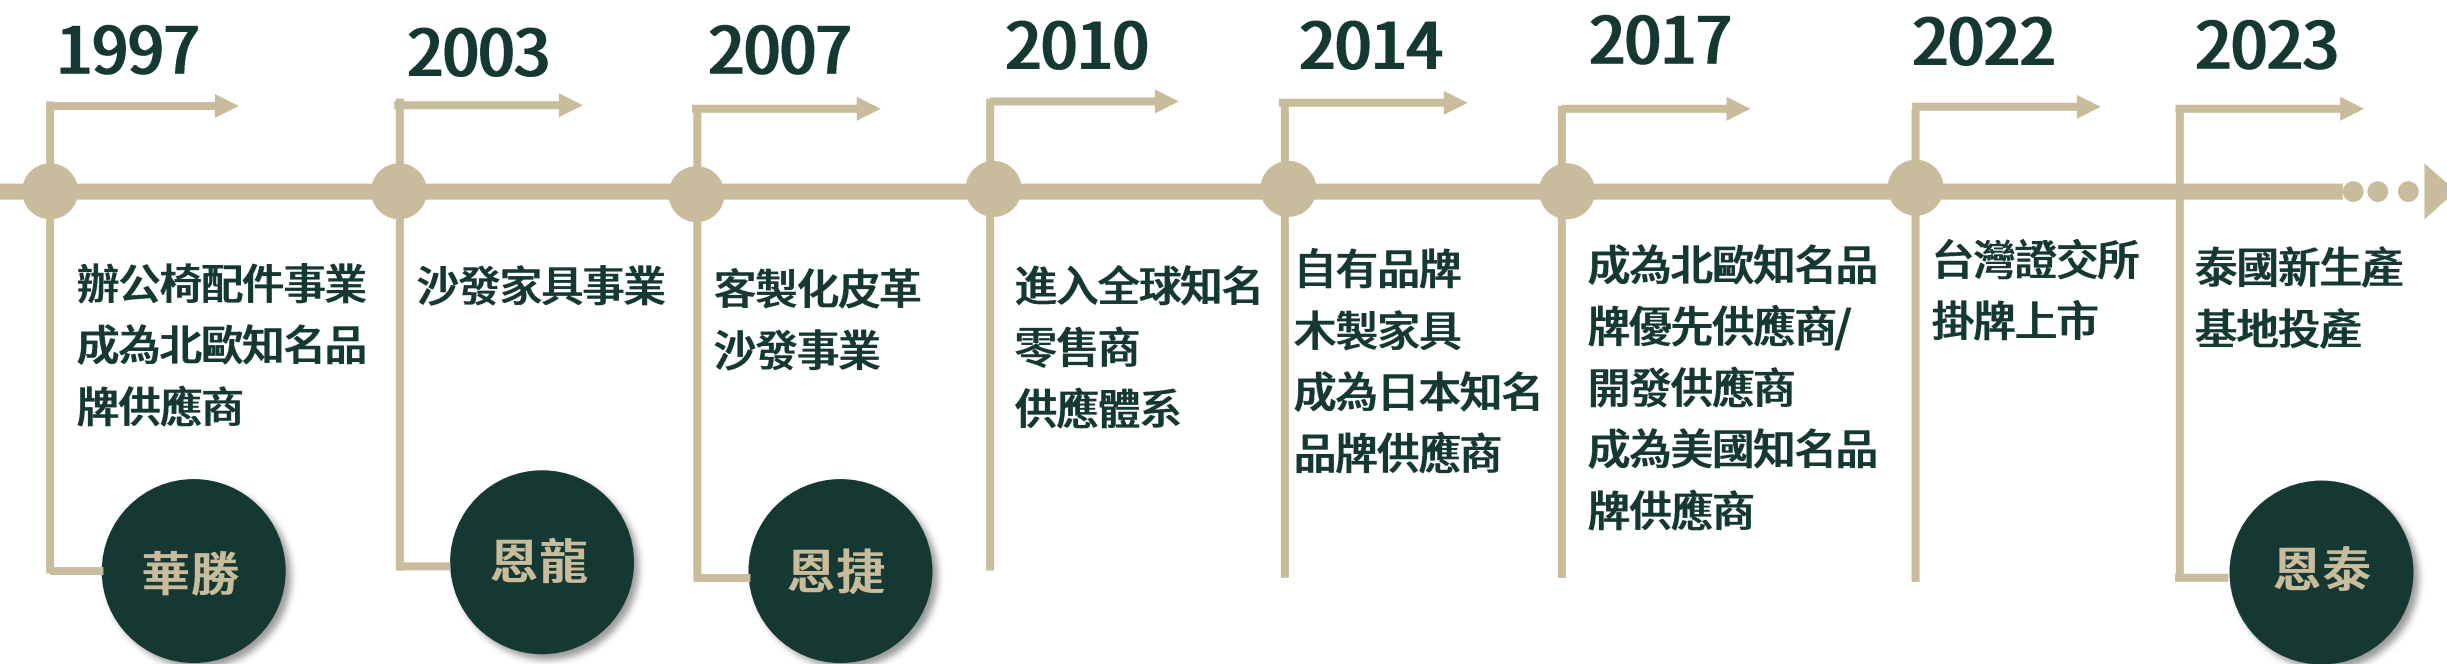 1997
辦公椅配件事業
成為北歐知名品
牌供應商
華勝
2003
沙發家具事業
恩龍
2007
客製化皮革
沙發事業
恩捷
2010
進入全球知名
零售商
供應體系
2014
自有品牌
木製家具
成為日本知名
品牌供應商
2017
成為北歐知名品
牌優先供應商/
開發供應商
成為美國知名品
牌供應商
2022
台灣證交所
掛牌上市
2023
泰國新生產
基地投產
恩泰